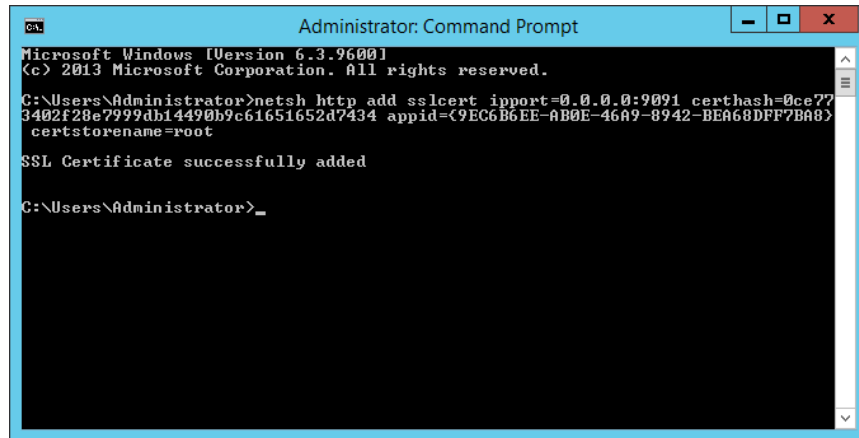 Administrator: Command Prompt
Microsoft Windows [Version 6.3.9600]
(c) 2013 Microsoft Corporation. All rights reserved.
C:\Users\Administrator>netsh http add sslcert ipport=0.0.0.0:9091 certhash=0ce77
3402f28e7999db14490b9c61651652d7434 appid={9EC6B6EE-AB0E-46A9-8942-BEA68DFF7BA8}
certstorename=root
SSL Certificate successfully added
C:\Users\Administrator>_